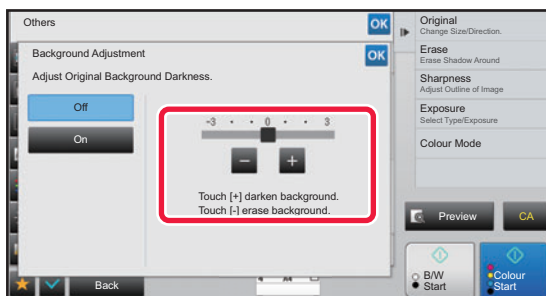 Others
OK
Background Adjustment
OK
Adjust Original Background Darkness.
Off
On
-3 • • 0 • • 3
− +
Touch [+] darken background.
Touch [-] erase background.
Back
Original
Change Size/Direction.
Erase
Erase Shadow Around
Sharpness
Adjust Outline of Image
Exposure
Select Type/Exposure
Colour Mode
Preview
CA
B/W
Start
Colour
Start